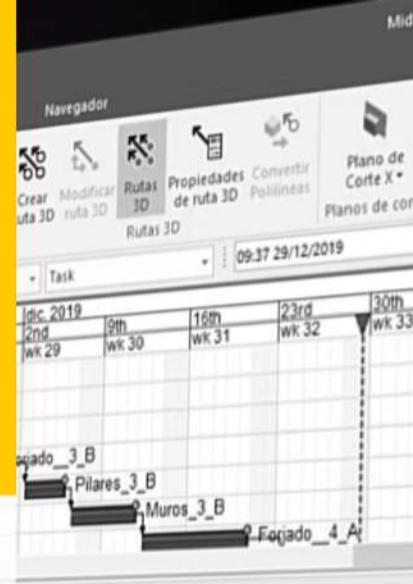 Mid
Navegador
Crear
ruta 3D
Modificar
ruta 3D
Rutas
3D
Propiedades
de ruta 3D
Convertir
Polilíneas
Plano de
Corte X
Rutas 3D
Planos de cor
Task
09:37 29/12/2019
dic. 2019
2nd 9th 16th 23rd 30th
wk 29 wk 30 wk 31 wk 32 wk 33
orjado__3_B
Pilares_3_B
Muros_3_B
Forjado__4_A